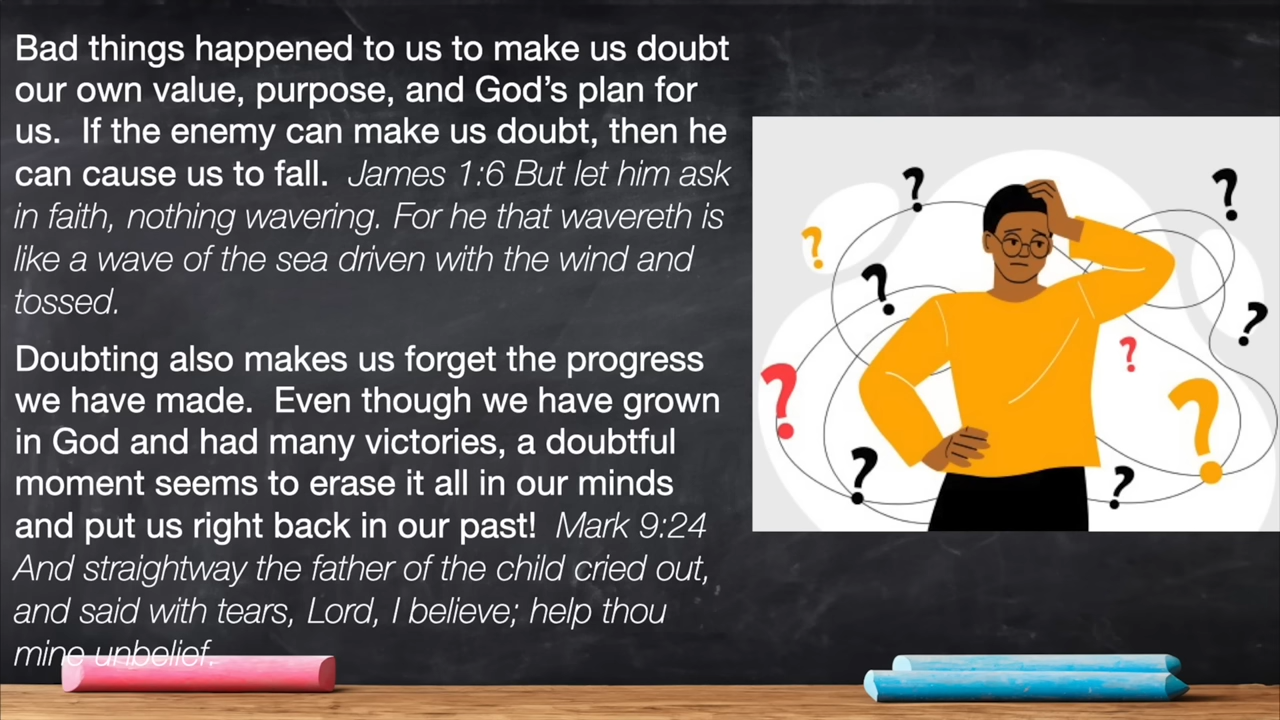 Bad things happened to us to make us doubt
our own value, purpose, and God’s plan for
us.  If the enemy can make us doubt, then he
can cause us to fall.  James 1:6 But let him ask
in faith, nothing wavering. For he that wavereth is
like a wave of the sea driven with the wind and
tossed.
Doubting also makes us forget the progress
we have made.  Even though we have grown
in God and had many victories, a doubtful
moment seems to erase it all in our minds
and put us right back in our past!  Mark 9:24
And straightway the father of the child cried out,
and said with tears, Lord, I believe; help thou
mine unbelief.
? ? ? ? ? ? ? ? ? ?